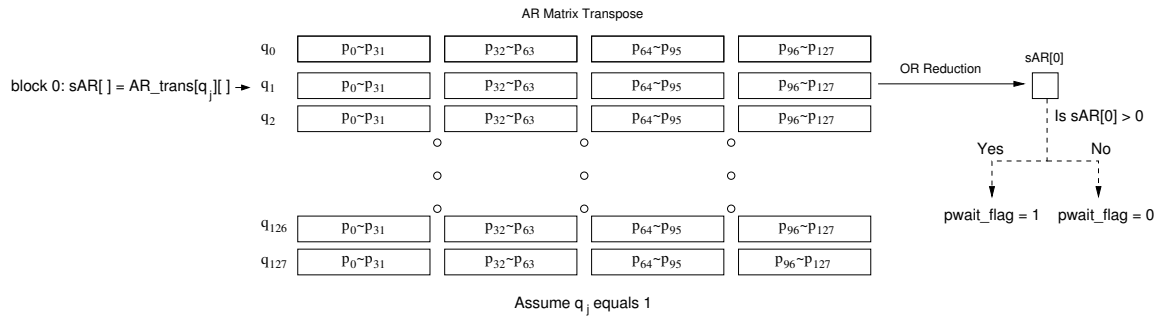 AR Matrix Transpose
q0 p0~p31 p32~p63 p64~p95 p96~p127
sAR[0]
OR Reduction
block 0: sAR[ ] = AR_trans[qj][ ] q1 p0~p31 p32~p63 p64~p95 p96~p127
q2 p0~p31 p32~p63 p64~p95 p96~p127
Is sAR[0] > 0
Yes No
pwait_flag = 1 pwait_flag = 0
q126 p0~p31 p32~p63 p64~p95 p96~p127
q127 p0~p31 p32~p63 p64~p95 p96~p127
Assume qj equals 1